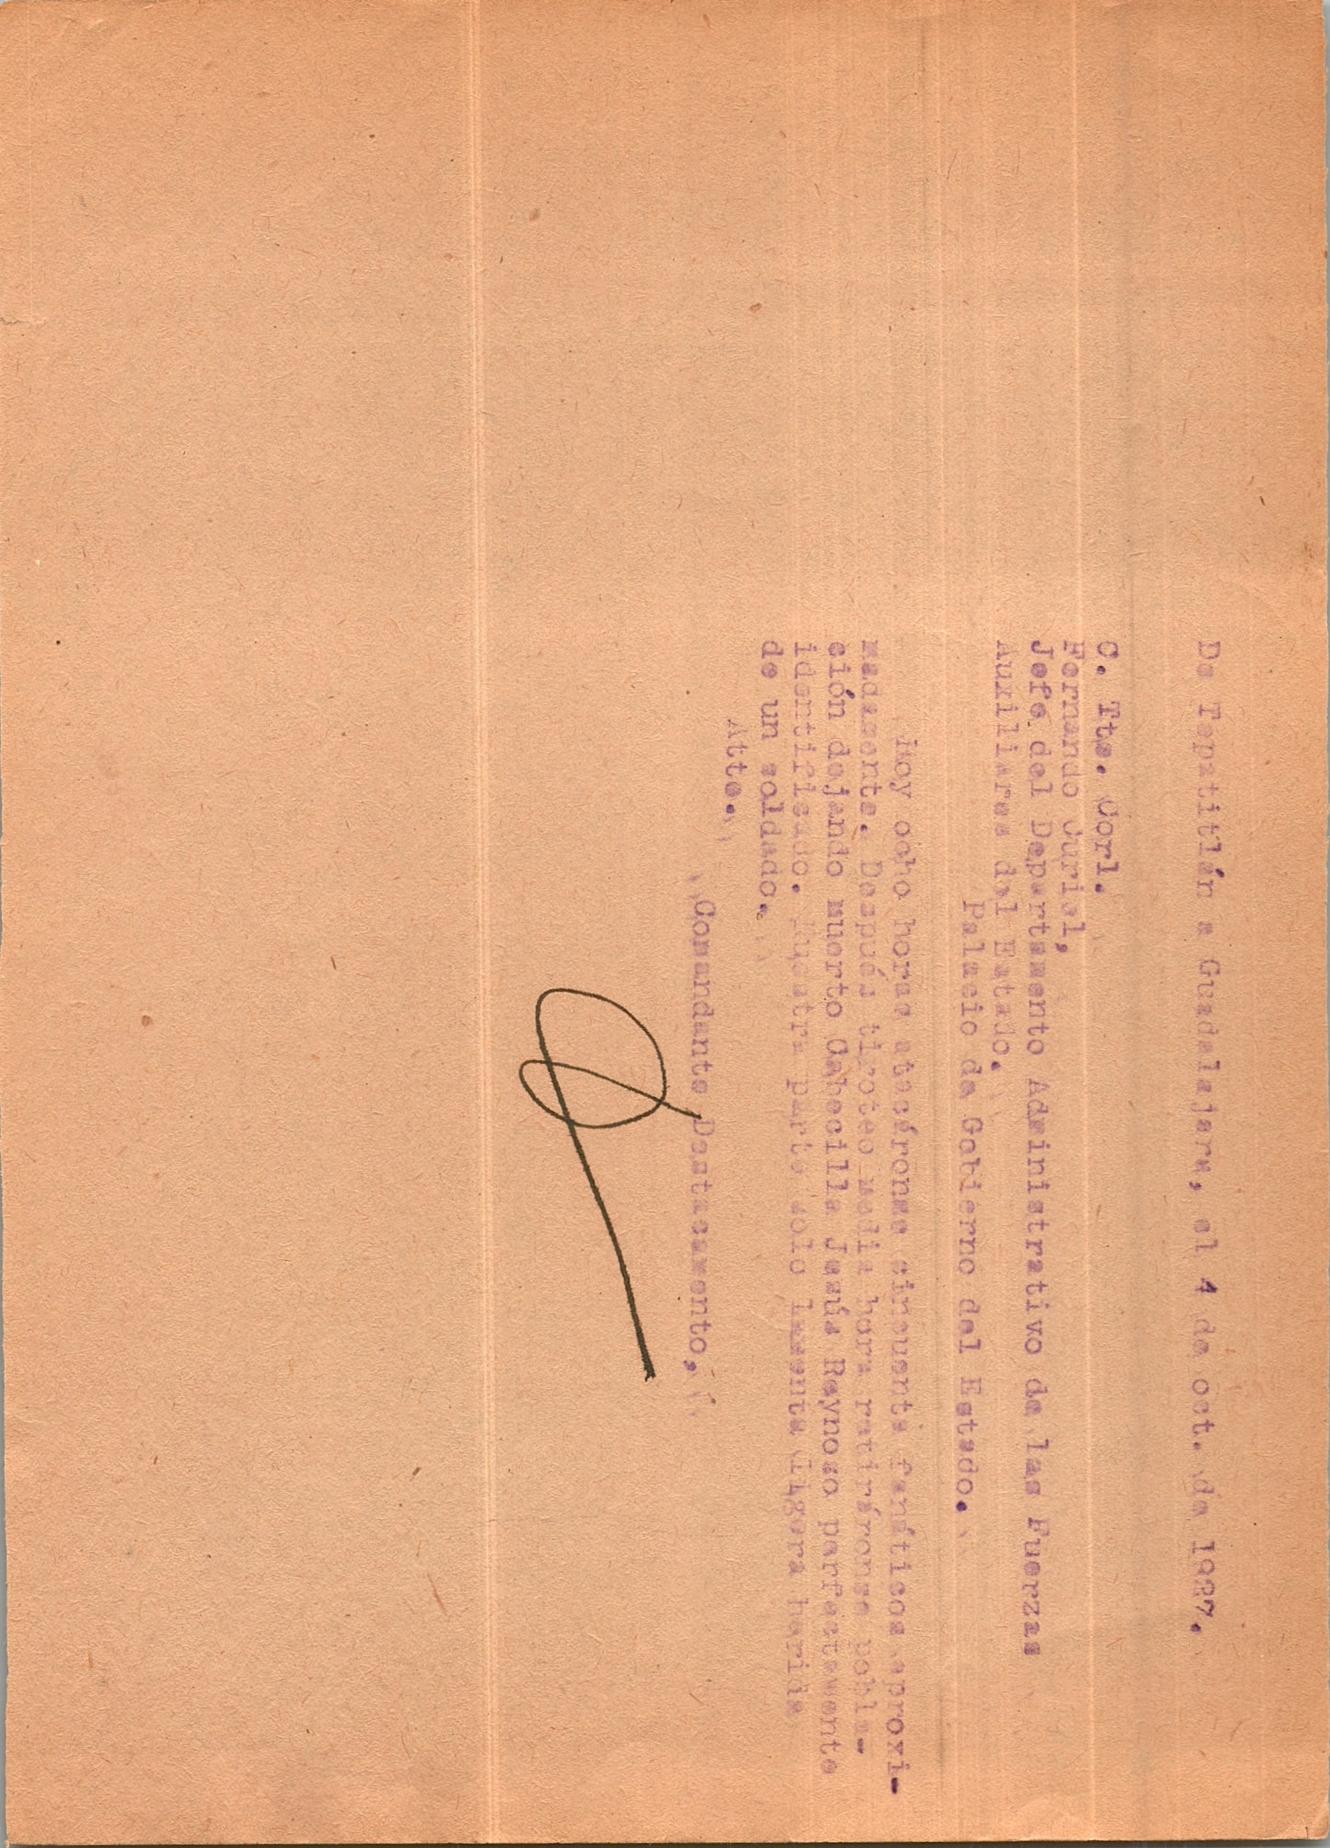 De Tepatitlán a Guadalajara, el 4 de oct. de 1927.
C. Tte. Corl.
Fernando Curiel,
Jefe del Departamento Administrativo de las Fuerzas
Auxiliares del Estado.
Palacio de Gobierno del Estado.
Hoy ocho horas atacáronse cincuenta fanáticos aproxi-
madamente. Después tiroteo media hora retiráronse pobla-
ción dejando muerto Cabecilla Jesús Reynoso perfectamente
identificado. Nuestra parte solo lamenta ligera herida
de un soldado.
Atte.
Comandante Destacamento,